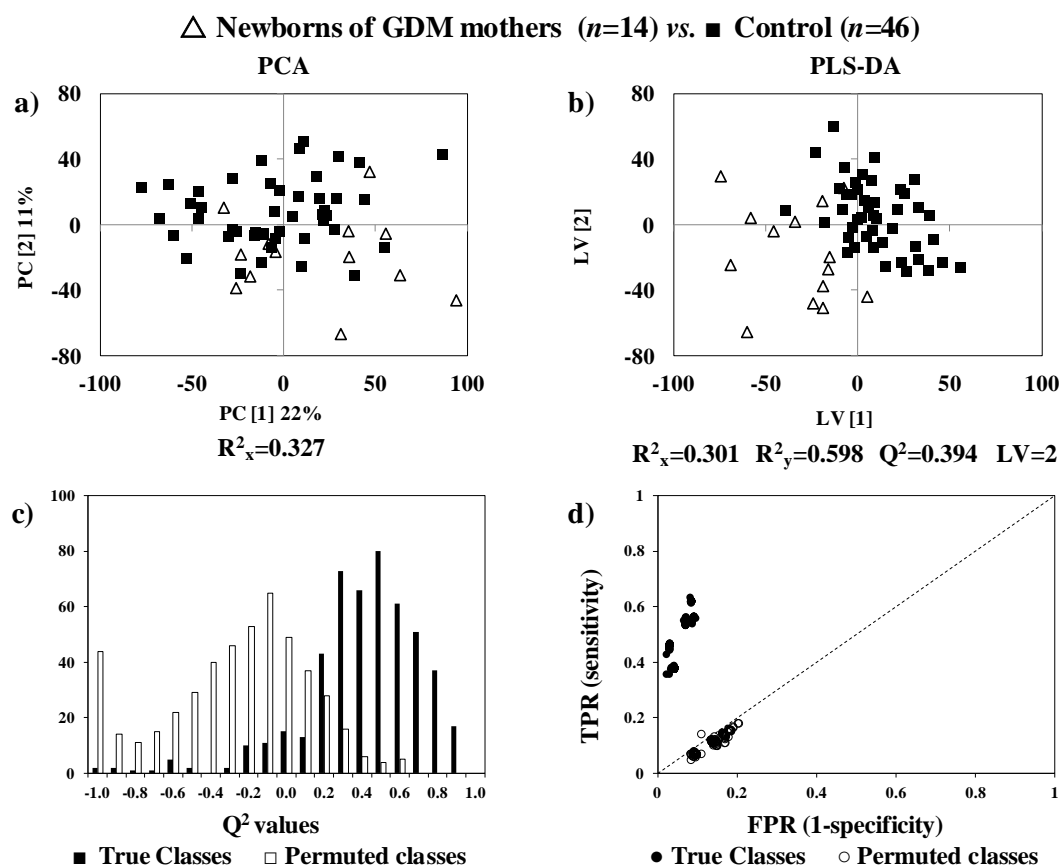 △ Newborns of GDM mothers (n=14) vs. ■ Control (n=46)
PCA
PLS-DA
a)
80
40
0
-40
-80
PC [2] 11%
-100 -50 0 50 100
PC [1] 22%
R²x=0.327
b)
80
40
0
-40
-80
LV [2]
-100 -50 0 50 100
LV [1]
R²x=0.301 R²y=0.598 Q²=0.394 LV=2
c)
100
80
60
40
20
0
-1.0 -0.8 -0.6 -0.4 -0.2 0.0 0.2 0.4 0.6 0.8 1.0
Q² values
■ True Classes □ Permuted classes
d)
1
0.8
0.6
0.4
0.2
0
TPR (sensitivity)
0 0.2 0.4 0.6 0.8 1
FPR (1-specificity)
● True Classes ○ Permuted classes